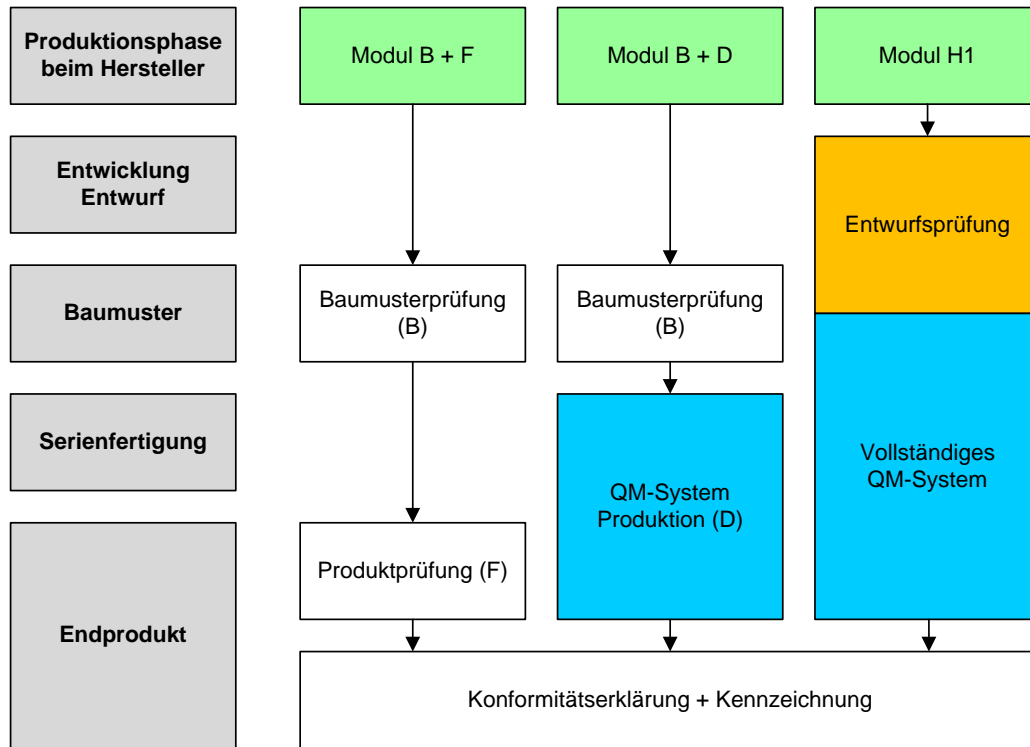 Produktionsphase
beim Hersteller
Modul B + F
Modul B + D
Modul H1
Entwicklung
Entwurf
Entwurfsprüfung
Baumuster
Baumusterprüfung
(B)
Baumusterprüfung
(B)
Serienfertigung
Vollständiges
QM-System
QM-System
Produktion (D)
Endprodukt
Produktprüfung (F)
Konformitätserklärung + Kennzeichnung